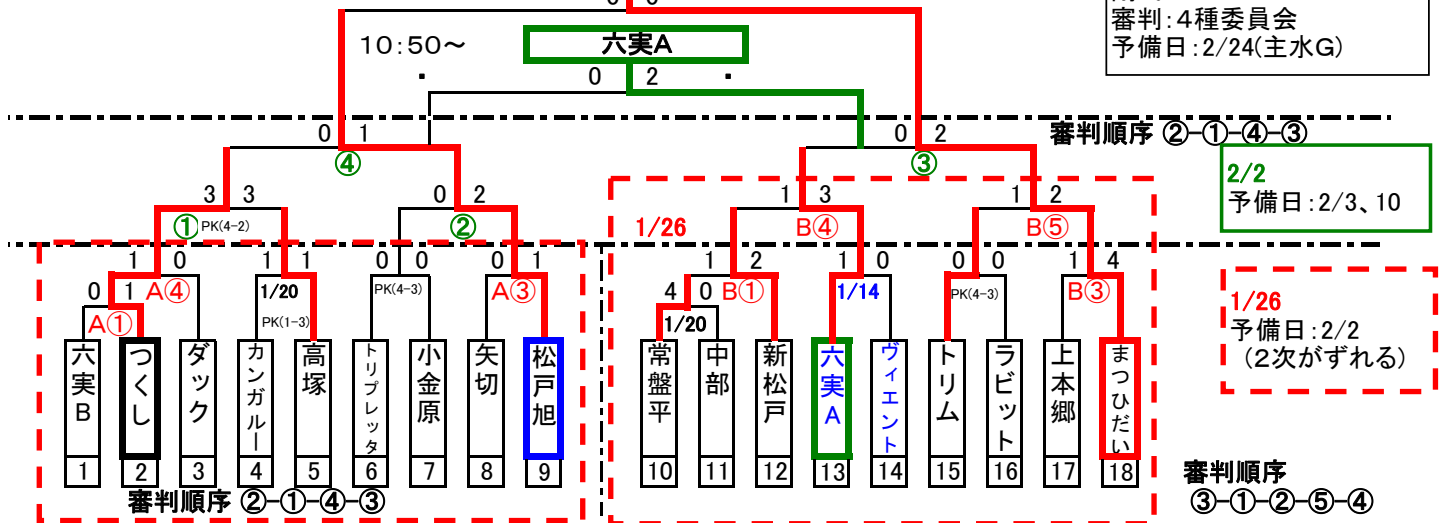 審判:4種委員会
予備日:2/24(主水G)
10:50~
六実A
0 2
0 1
0 2
審判順序 ②-①-④-③
④
③
2/2
予備日:2/3、10
3 3
0 2
1 3
1 2
① PK(4-2)
②
1/26
B④
B⑤
1 0
1 1
0 0
0 1
1 2
1 0
0 0
1 4
0 1
A④
1/20
PK(4-3)
A③
4 0
B①
1/14
PK(4-3)
B③
A①
PK(1-3)
1/20
1/26
予備日:2/2
(2次がずれる)
六実B
つくし
ダック
カンガルー
高塚
トリプレッタ
小金原
矢切
松戸旭
常盤平
中部
新松戸
六実A
ヴィエント
トリム
ラビット
上本郷
まつひだい
1 2 3 4 5 6 7 8 9 10 11 12 13 14 15 16 17 18
審判順序 ②-①-④-③
審判順序
③-①-②-⑤-④